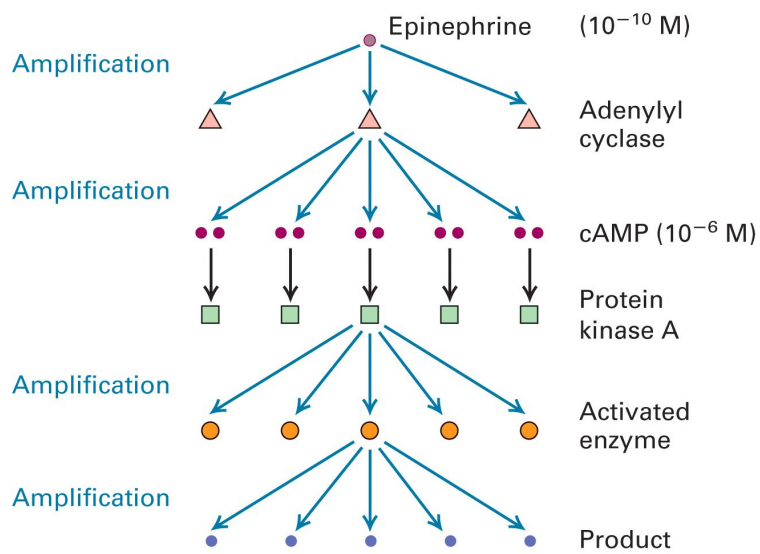 Epinephrine (10⁻¹⁰ M)
Amplification
Adenylyl
cyclase
Amplification
cAMP (10⁻⁶ M)
Protein
kinase A
Amplification
Activated
enzyme
Amplification
Product